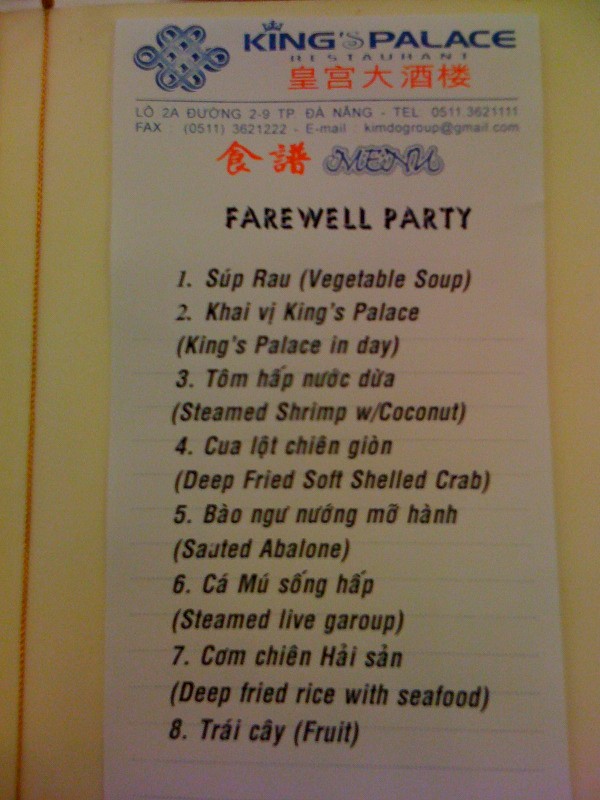 KING'S PALACE
RESTAURANT
皇宫大酒楼
LÔ 2A ĐƯỜNG 2-9 TP. ĐÀ NẴNG - TEL: 0511.3621111
FAX : (0511) 3621222 - E-mail : kimdogroup@gmail.com
食譜 MENU
FAREWELL PARTY
1. Súp Rau (Vegetable Soup)
2. Khai vị King's Palace
(King's Palace in day)
3. Tôm hấp nước dừa
(Steamed Shrimp w/Coconut)
4. Cua lột chiên giòn
(Deep Fried Soft Shelled Crab)
5. Bào ngư nướng mỡ hành
(Sauted Abalone)
6. Cá Mú sống hấp
(Steamed live garoup)
7. Cơm chiên Hải sản
(Deep fried rice with seafood)
8. Trái cây (Fruit)